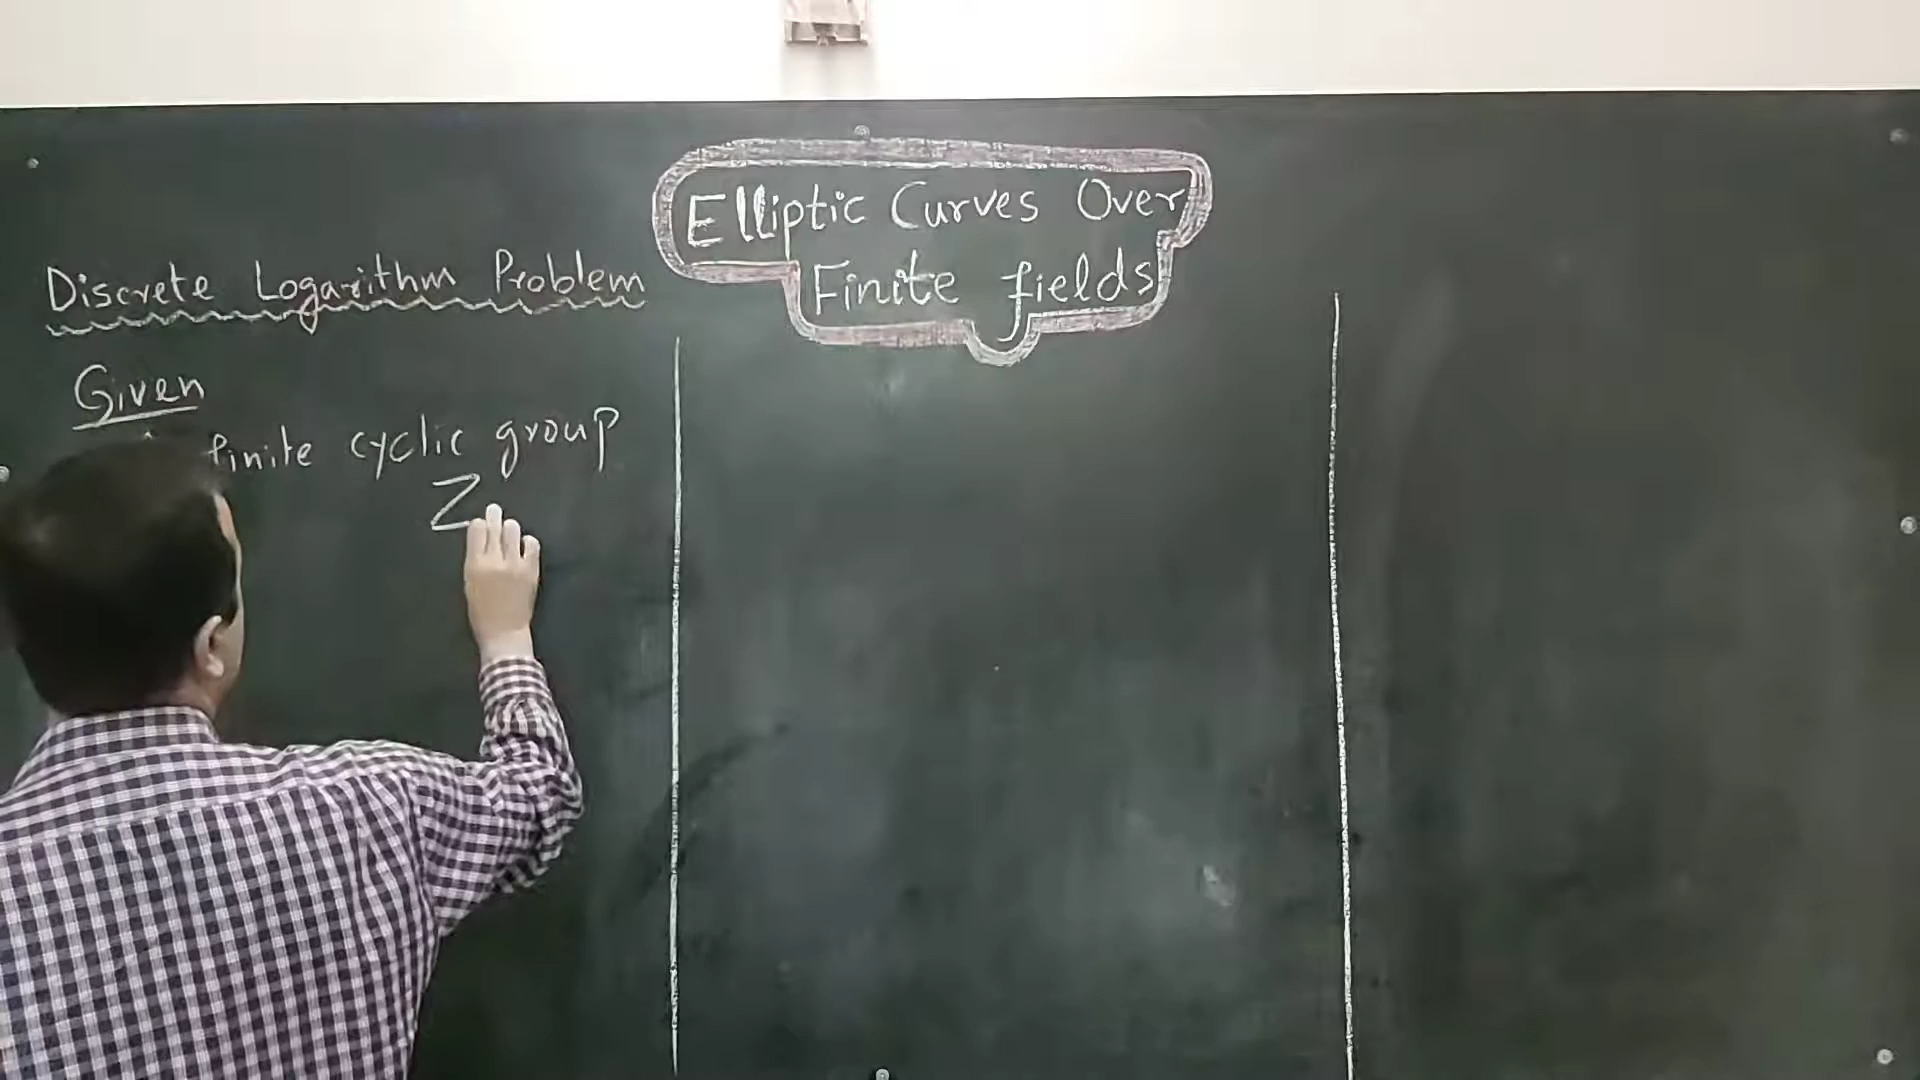 Elliptic Curves Over
Finite fields
Discrete Logarithm Problem
Given
finite cyclic group
Z